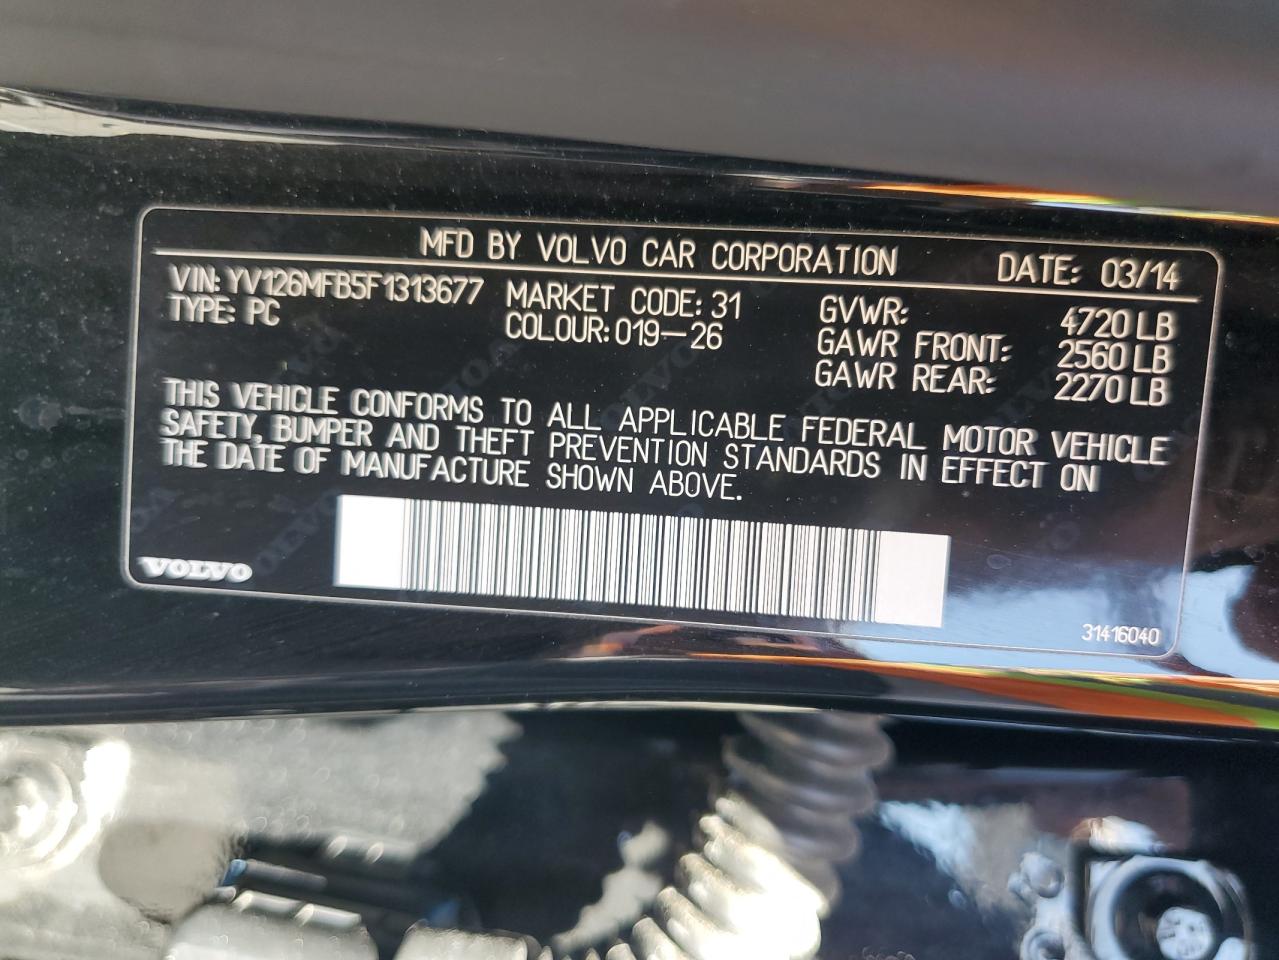 MFD BY VOLVO CAR CORPORATION DATE: 03/14
VIN: YV126MFB5F1313677 MARKET CODE: 31 GVWR: 4720 LB
TYPE: PC COLOUR: 019-26 GAWR FRONT: 2560 LB
GAWR REAR: 2270 LB
THIS VEHICLE CONFORMS TO ALL APPLICABLE FEDERAL MOTOR VEHICLE
SAFETY, BUMPER AND THEFT PREVENTION STANDARDS IN EFFECT ON
THE DATE OF MANUFACTURE SHOWN ABOVE.
VOLVO
31416040